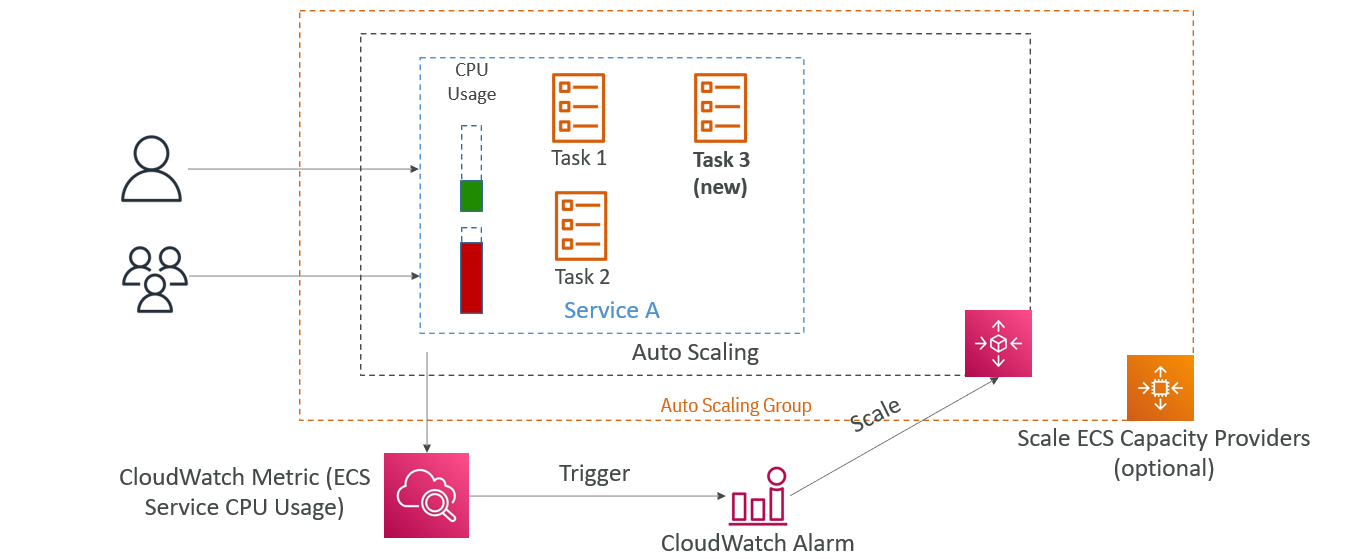 CPU
Usage
Task 1
Task 3
(new)
Task 2
Service A
Auto Scaling
Auto Scaling Group
Scale
Scale ECS Capacity Providers
(optional)
CloudWatch Metric (ECS
Service CPU Usage)
Trigger
CloudWatch Alarm